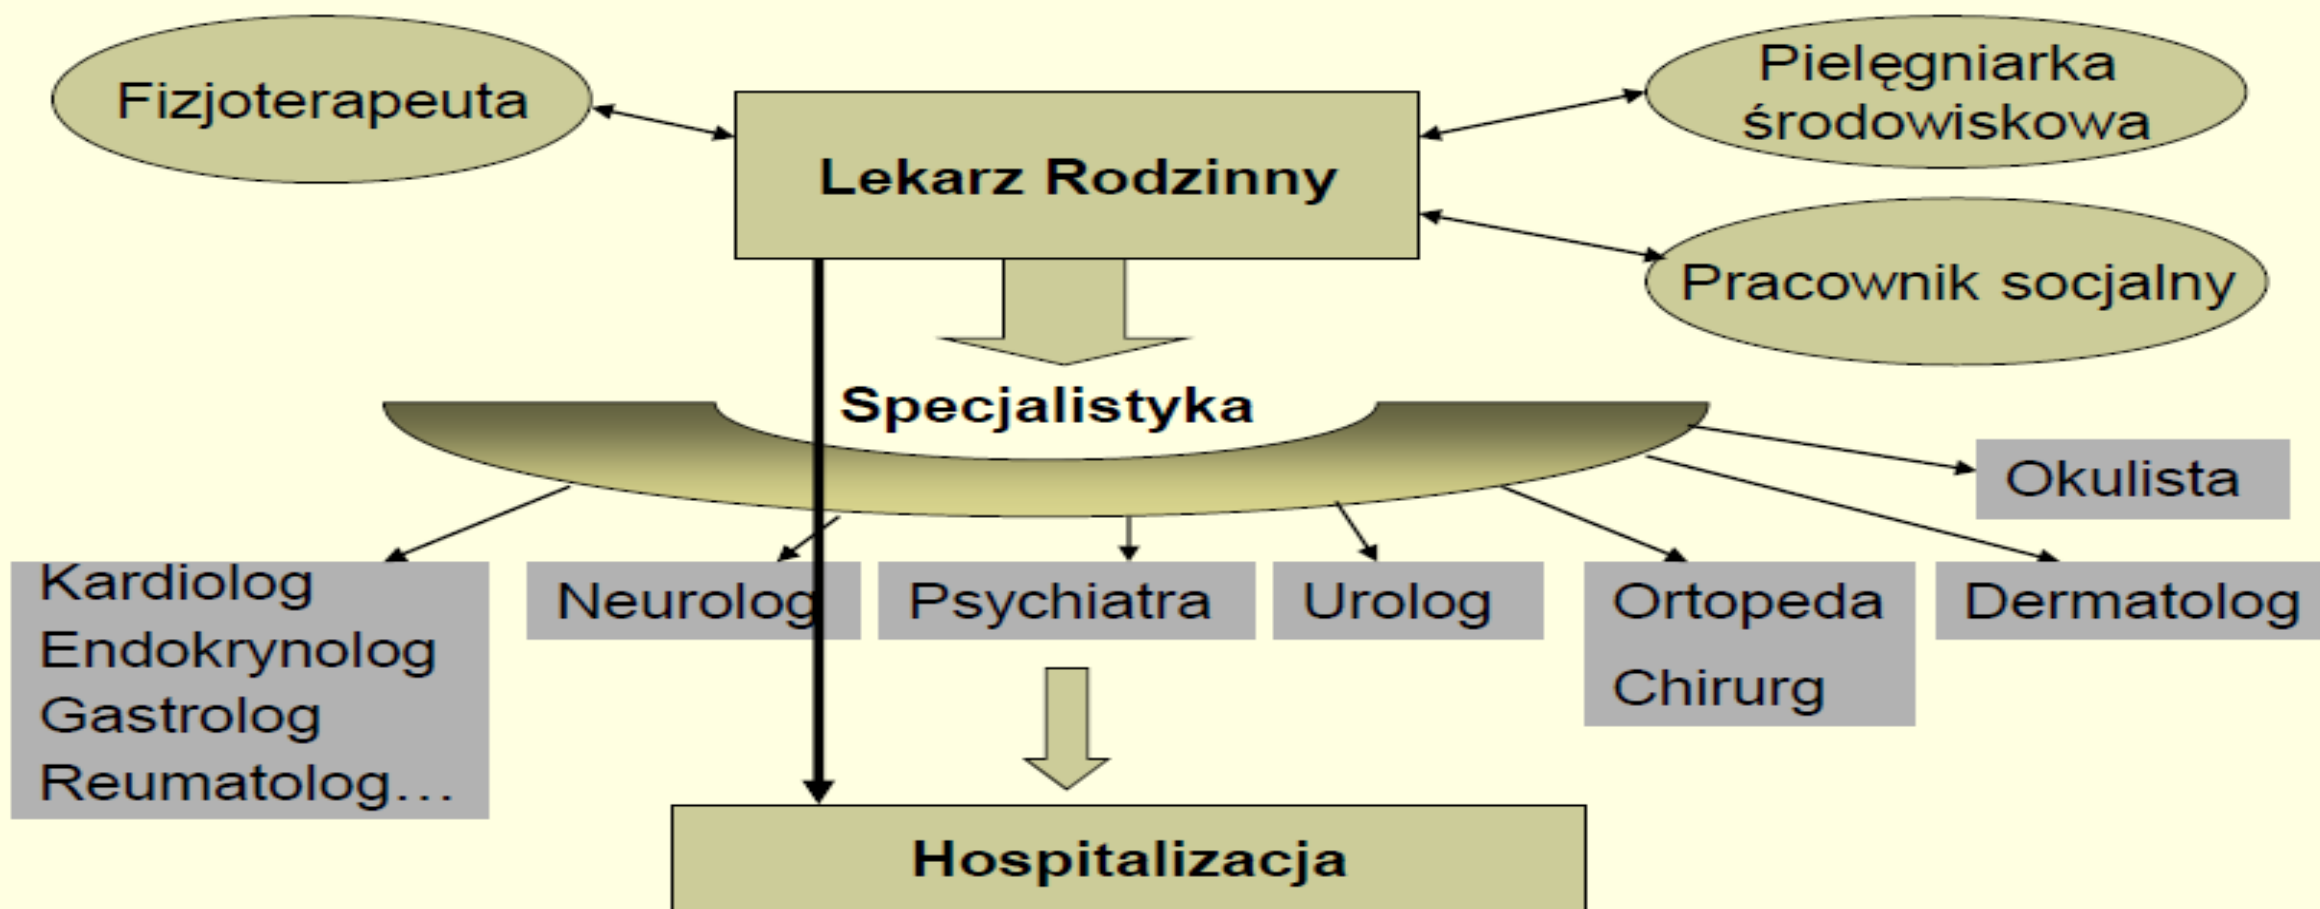 Fizjoterapeuta
Pielęgniarka
środowiskowa
Lekarz Rodzinny
Pracownik socjalny
Specjalistyka
Okulista
Kardiolog
Endokrynolog
Gastrolog
Reumatolog…
Neurolog
Psychiatra
Urolog
Ortopeda
Chirurg
Dermatolog
Hospitalizacja